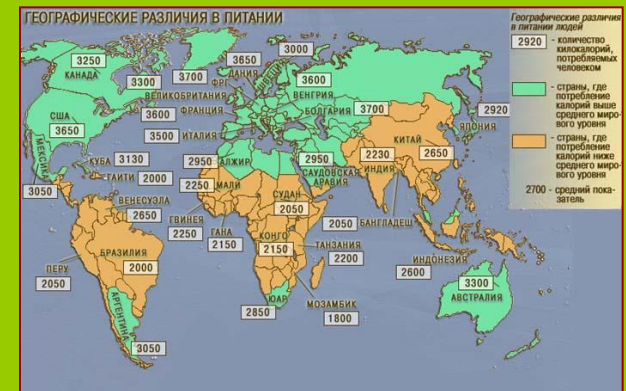 ГЕОГРАФИЧЕСКИЕ РАЗЛИЧИЯ В ПИТАНИИ
Географические различия
в питании людей
2920 - количество
килокалорий,
потребляемых
человеком
- страны, где
потребление
калорий выше
среднего миро-
вого уровня
- страны, где
потребление
калорий ниже
среднего миро-
вого уровня
2700 - средний пока-
затель
3250
КАНАДА
3300
3700
3650
3000
ДАНИЯ
ШВЕЦИЯ
ФРГ
3600
ВЕЛИКОБРИТАНИЯ
ВЕНГРИЯ
США
3650
3600
ФРАНЦИЯ
БОЛГАРИЯ
3700
2920
ЯПОНИЯ
3500
ИТАЛИЯ
МЕКСИКА
3050
КУБА
3130
ГАИТИ
2000
2950
АЛЖИР
2950
САУДОВСКАЯ
АРАВИЯ
2230
ИНДИЯ
КИТАЙ
2650
ВЕНЕСУЭЛА
2650
2250
МАЛИ
СУДАН
2050
2050
БАНГЛАДЕШ
ГВИНЕЯ
2250
ГАНА
2150
КОНГО
2150
ТАНЗАНИЯ
2200
ИНДОНЕЗИЯ
2600
БРАЗИЛИЯ
2000
ПЕРУ
2050
АРГЕНТИНА
3050
ЮАР
2850
МОЗАМБИК
1800
3300
АВСТРАЛИЯ